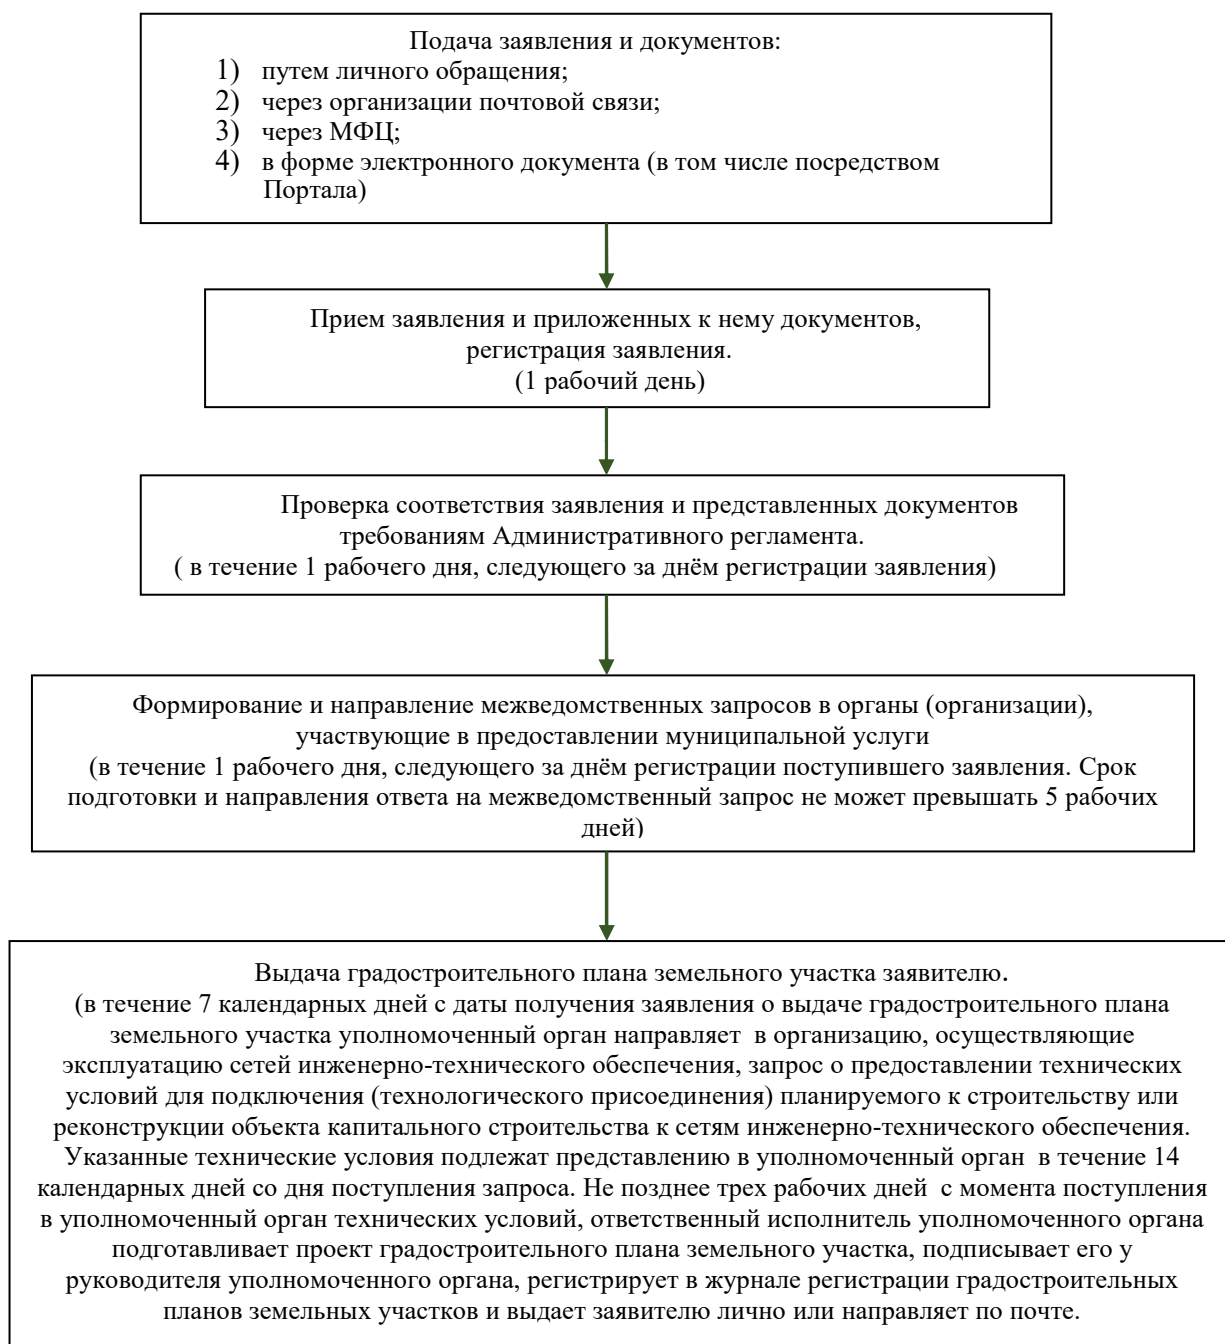 Подача заявления и документов:
1) путем личного обращения;
2) через организации почтовой связи;
3) через МФЦ;
4) в форме электронного документа (в том числе посредством
Портала)
Прием заявления и приложенных к нему документов,
регистрация заявления.
(1 рабочий день)
Проверка соответствия заявления и представленных документов
требованиям Административного регламента.
( в течение 1 рабочего дня, следующего за днём регистрации заявления)
Формирование и направление межведомственных запросов в органы (организации),
участвующие в предоставлении муниципальной услуги
(в течение 1 рабочего дня, следующего за днём регистрации поступившего заявления. Срок
подготовки и направления ответа на межведомственный запрос не может превышать 5 рабочих
дней)
Выдача градостроительного плана земельного участка заявителю.
(в течение 7 календарных дней с даты получения заявления о выдаче градостроительного плана
земельного участка уполномоченный орган направляет  в организацию, осуществляющие
эксплуатацию сетей инженерно-технического обеспечения, запрос о предоставлении технических
условий для подключения (технологического присоединения) планируемого к строительству или
реконструкции объекта капитального строительства к сетям инженерно-технического обеспечения.
Указанные технические условия подлежат представлению в уполномоченный орган  в течение 14
календарных дней со дня поступления запроса. Не позднее трех рабочих дней  с момента поступления
в уполномоченный орган технических условий, ответственный исполнитель уполномоченного органа
подготавливает проект градостроительного плана земельного участка, подписывает его у
руководителя уполномоченного органа, регистрирует в журнале регистрации градостроительных
планов земельных участков и выдает заявителю лично или направляет по почте.